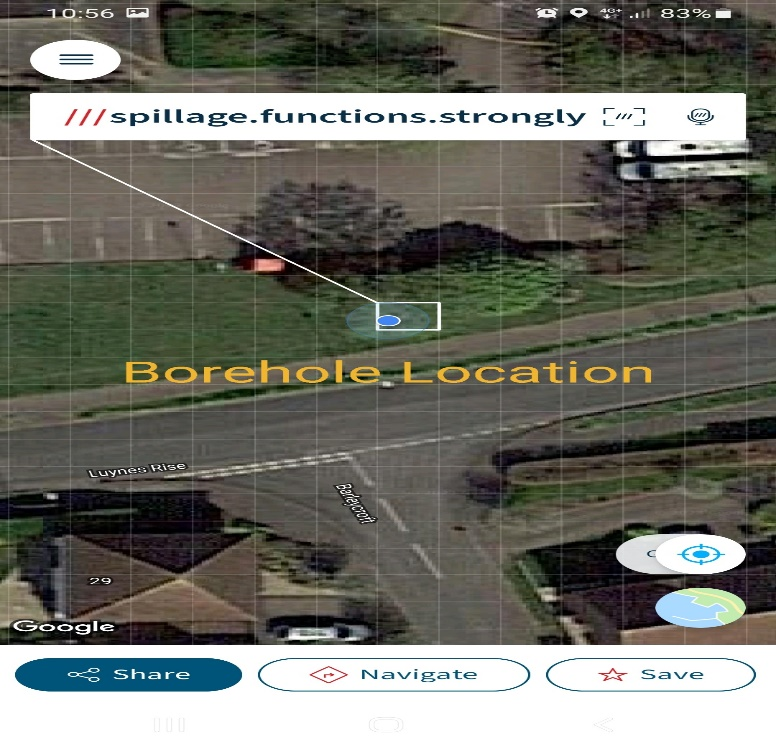 10:56
4G+
83%
///spillage.functions.strongly
Borehole Location
Luynes Rise
Barleycroft
29
Google
Share
Navigate
Save